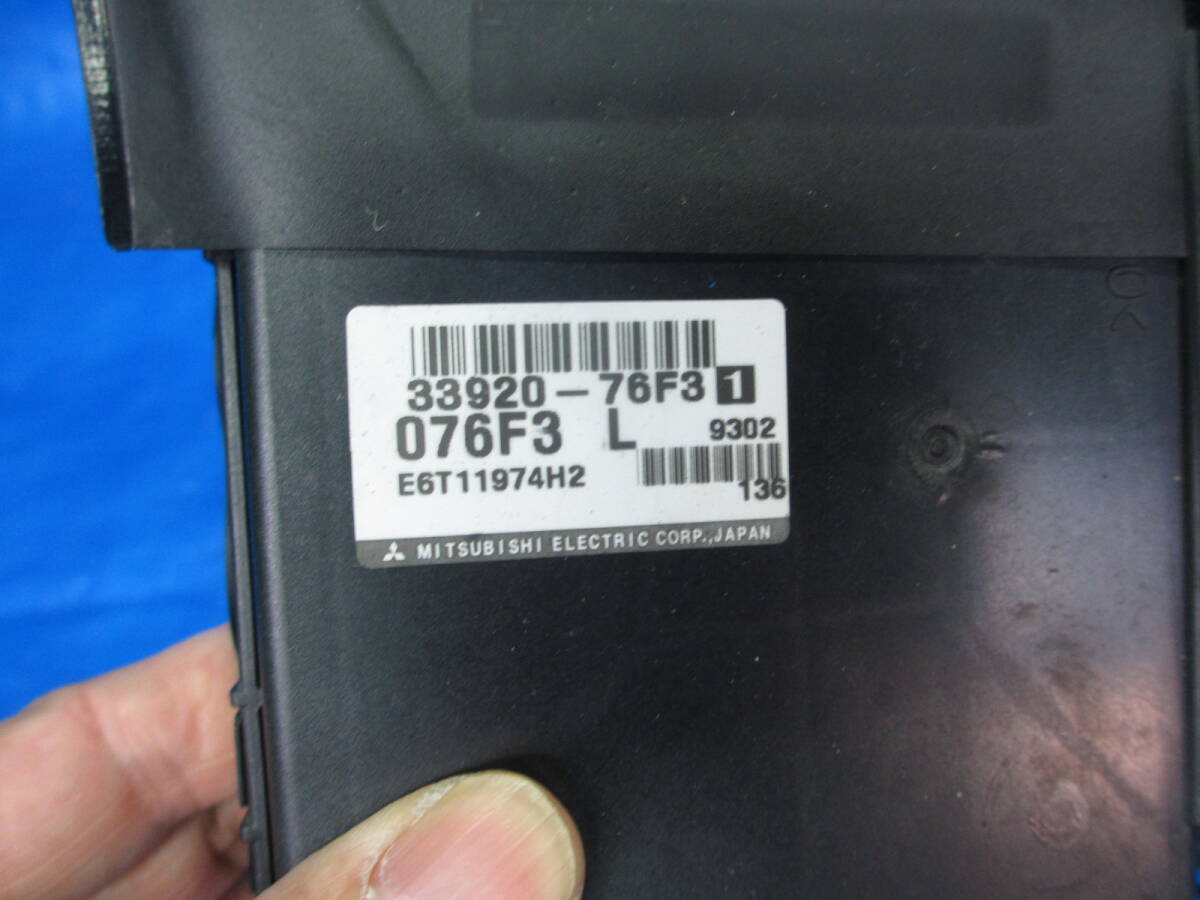 33920-76F3 1
076F3 L 9302
E6T11974H2
136
MITSUBISHI ELECTRIC CORP.,JAPAN